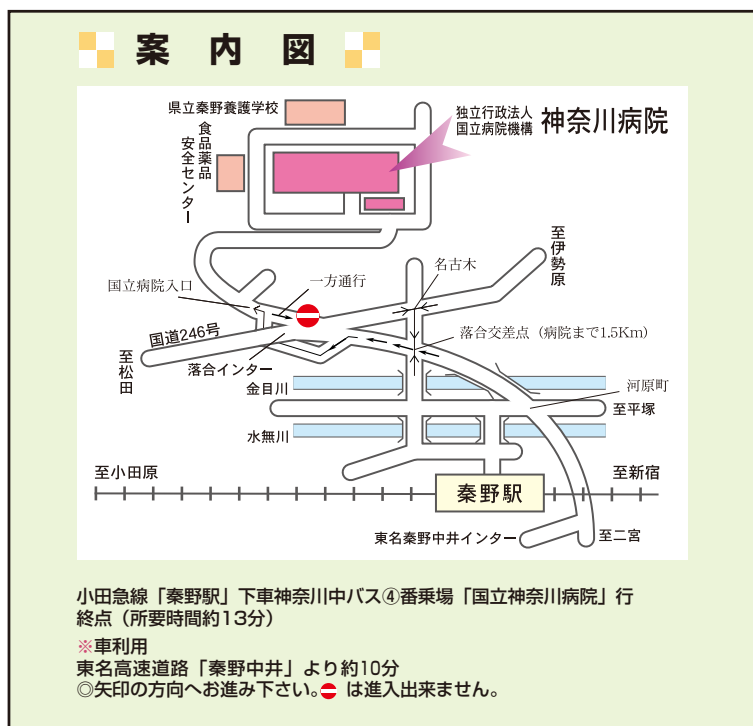 案内図
県立秦野養護学校
独立行政法人
国立病院機構
神奈川病院
食品薬品
安全センター
至伊勢原
国立病院入口
一方通行
名古木
国道246号
落合交差点（病院まで1.5Km）
至松田
落合インター
金目川
河原町
至平塚
水無川
至小田原
至新宿
秦野駅
東名秦野中井インター
至二宮
小田急線「秦野駅」下車神奈川中バス④番乗場「国立神奈川病院」行
終点（所要時間約13分）
※車利用
東名高速道路「秦野中井」より約10分
◎矢印の方向へお進み下さい。⛔は進入出来ません。